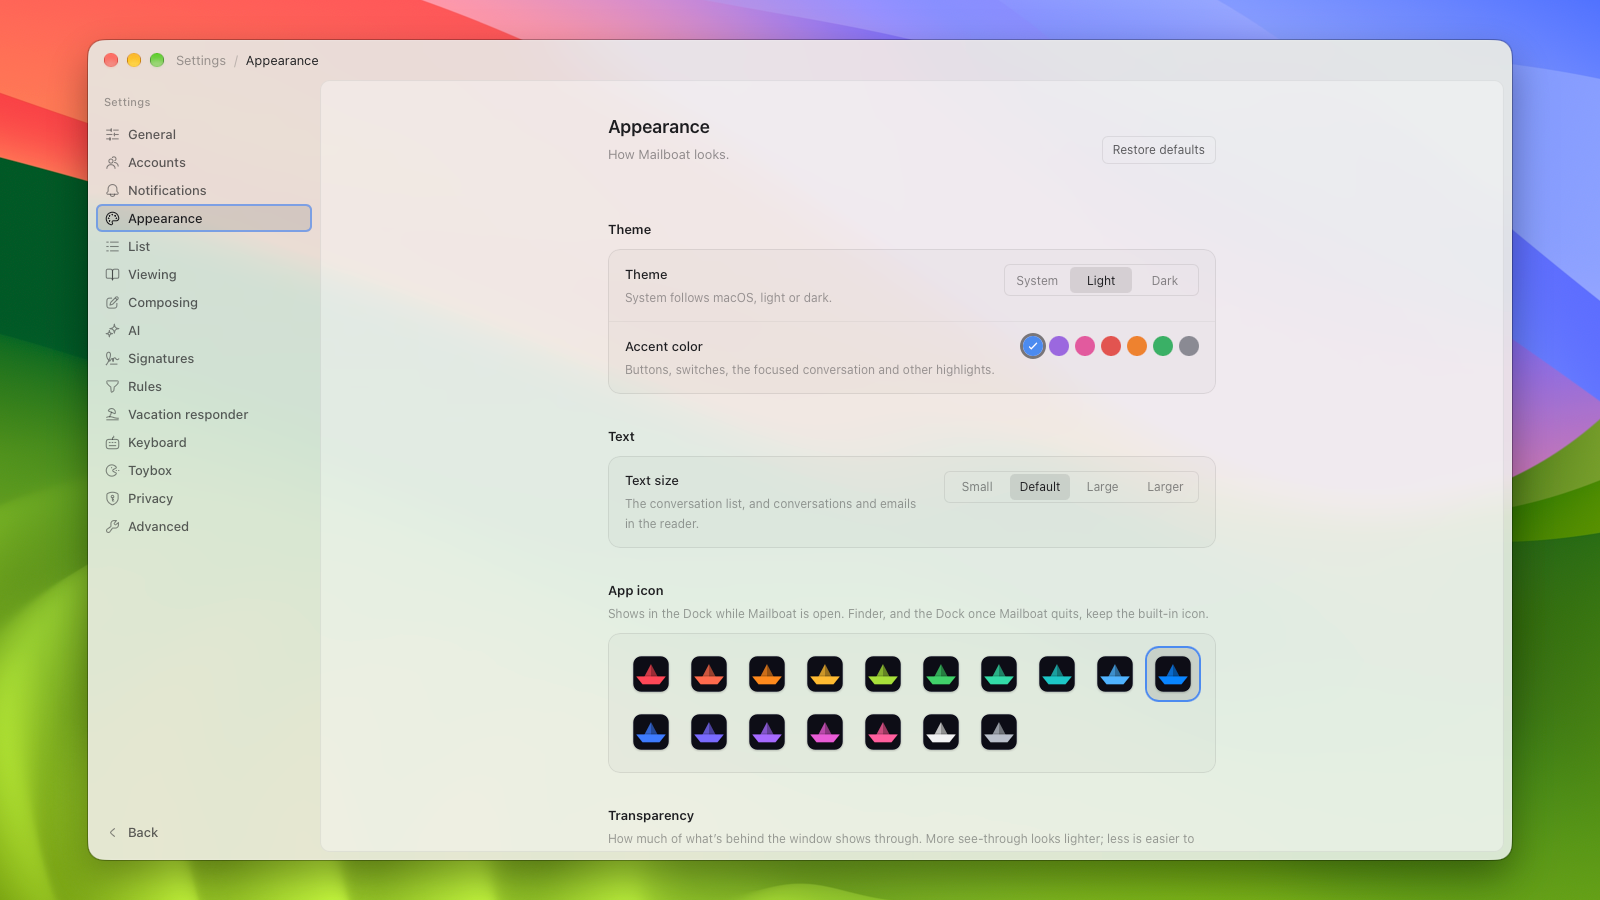 Settings / Appearance
Settings
General
Accounts
Notifications
Appearance
List
Viewing
Composing
AI
Signatures
Rules
Vacation responder
Keyboard
Toybox
Privacy
Advanced
Back
Appearance
How Mailboat looks.
Restore defaults
Theme
Theme
System follows macOS, light or dark.
System Light Dark
Accent color
Buttons, switches, the focused conversation and other highlights.
Text
Text size
The conversation list, and conversations and emails
in the reader.
Small Default Large Larger
App icon
Shows in the Dock while Mailboat is open. Finder, and the Dock once Mailboat quits, keep the built-in icon.
Transparency
How much of what's behind the window shows through. More see-through looks lighter; less is easier to